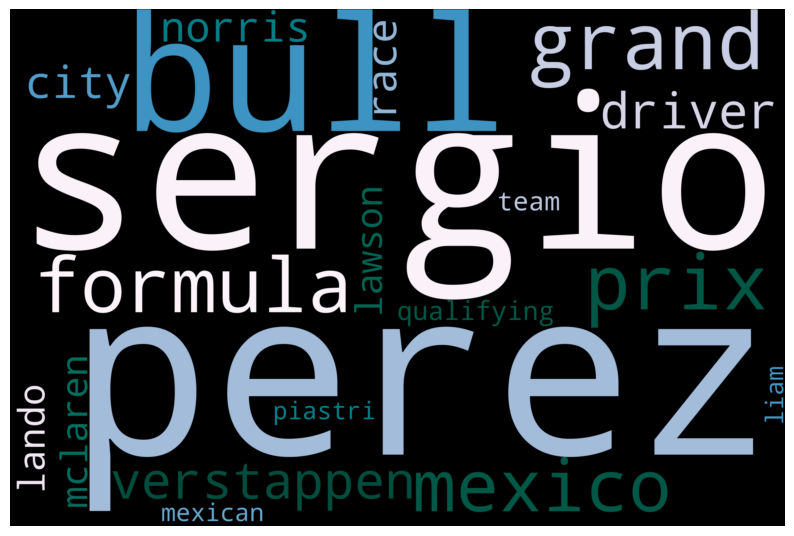 norris
bull
race
grand
city
driver
sergio
lawson
team
formula
prix
qualifying
perez
mclaren
lando
piastri
liam
verstappen
mexico
mexican